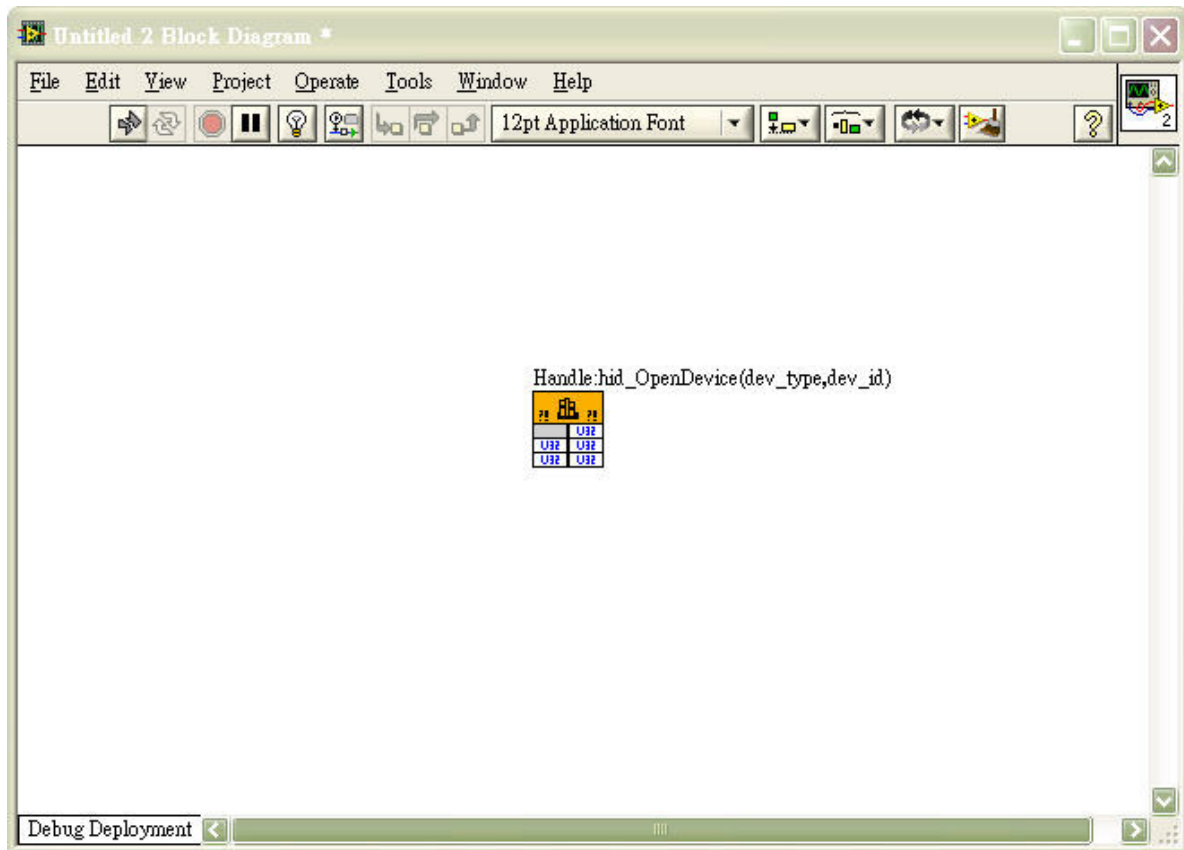 Untitled 2 Block Diagram *
File Edit View Project Operate Tools Window Help
12pt Application Font
2
Handle:hid_OpenDevice(dev_type,dev_id)
?! ?!
U32
U32 U32
U32 U32
Debug Deployment